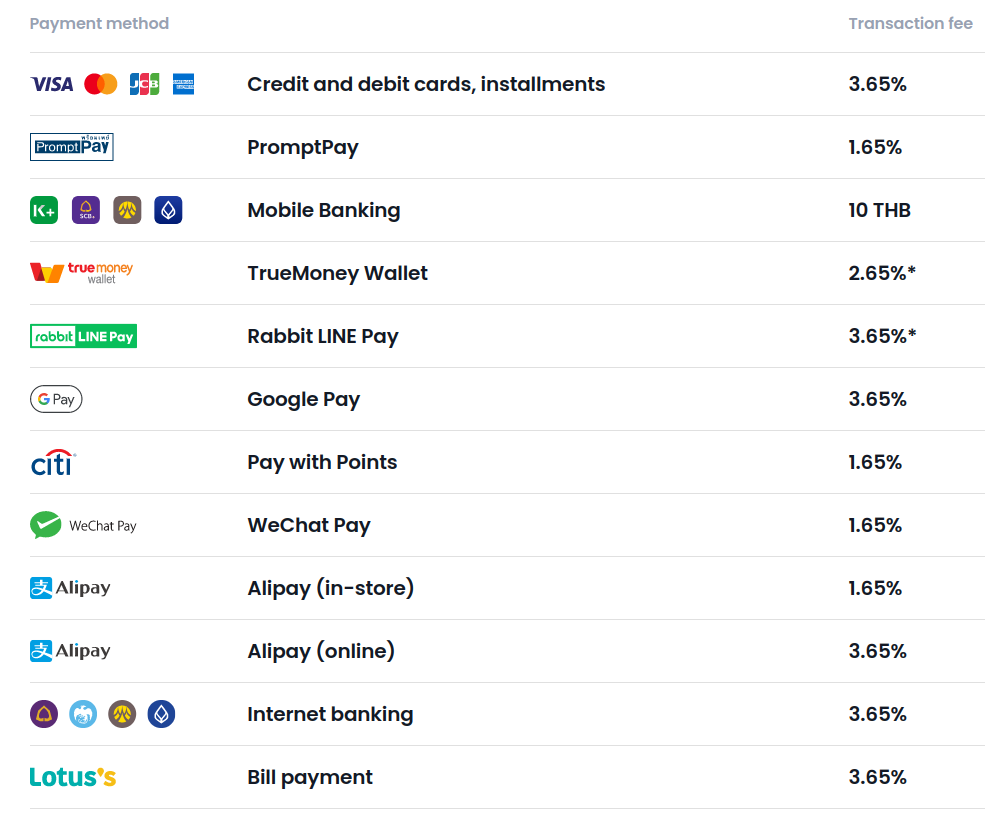 Payment method Transaction fee
VISA JCB AMERICAN EXPRESS Credit and debit cards, installments 3.65%
พร้อมเพย์
PromptPay PromptPay 1.65%
K+ SCB+ Mobile Banking 10 THB
truemoney wallet TrueMoney Wallet 2.65%*
rabbit LINE Pay Rabbit LINE Pay 3.65%*
G Pay Google Pay 3.65%
citi Pay with Points 1.65%
WeChat Pay WeChat Pay 1.65%
支 Alipay Alipay (in-store) 1.65%
支 Alipay Alipay (online) 3.65%
Internet banking 3.65%
Lotus's Bill payment 3.65%